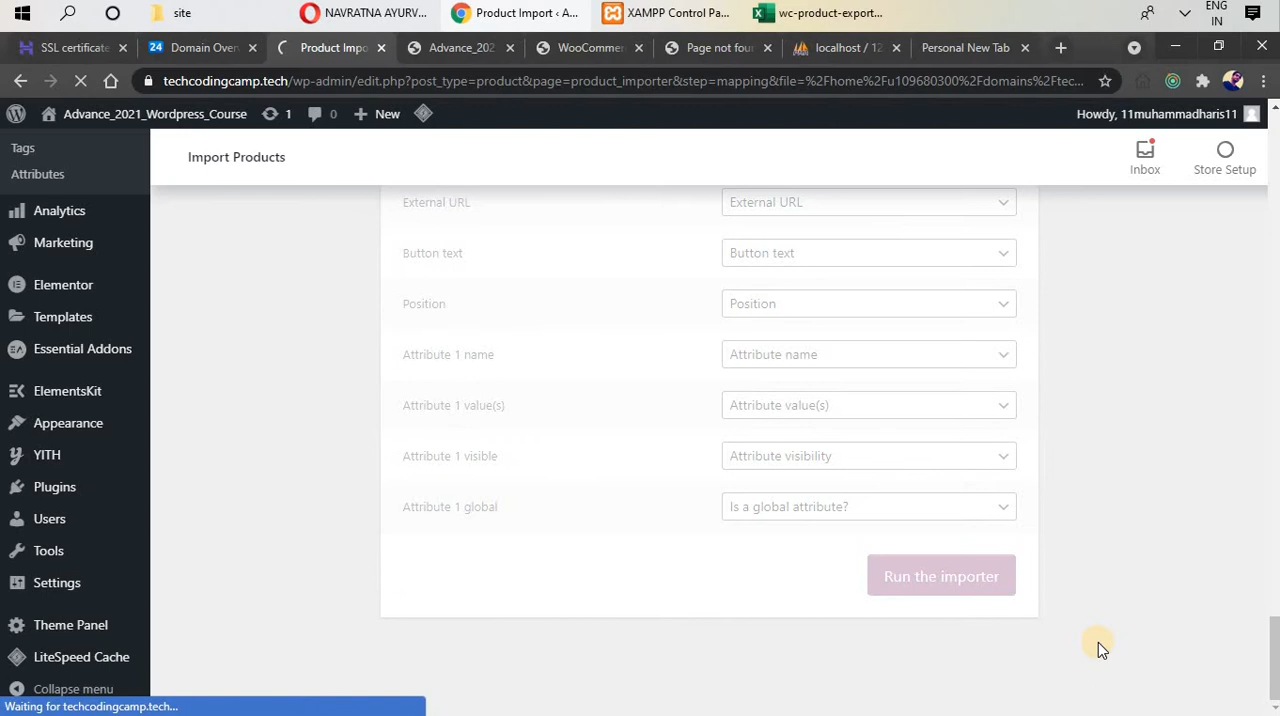 site
NAVRATNA AYURV...
Product Import - A...
XAMPP Control Pa...
wc-product-expor...
ENG
IN
SSL certificate
24 Domain Over
Product Impo
Advance_202
WooCommer
Page not fou
localhost / 12
Personal New Tab
techcodingcamp.tech/wp-admin/edit.php?post_type=product&page=product_importer&step=mapping&file=%2Fhome%2Fu109680300%2Fdomains%2Ftec...
Advance_2021_Wordpress_Course
1
0
New
Howdy, 11muhammadharis11
Tags
Attributes
Analytics
Marketing
Elementor
Templates
Essential Addons
ElementsKit
Appearance
YITH
Plugins
Users
Tools
Settings
Theme Panel
LiteSpeed Cache
Collapse menu
Import Products
Inbox
Store Setup
External URL
External URL
Button text
Button text
Position
Position
Attribute 1 name
Attribute name
Attribute 1 value(s)
Attribute value(s)
Attribute 1 visible
Attribute visibility
Attribute 1 global
Is a global attribute?
Run the importer
Waiting for techcodingcamp.tech...